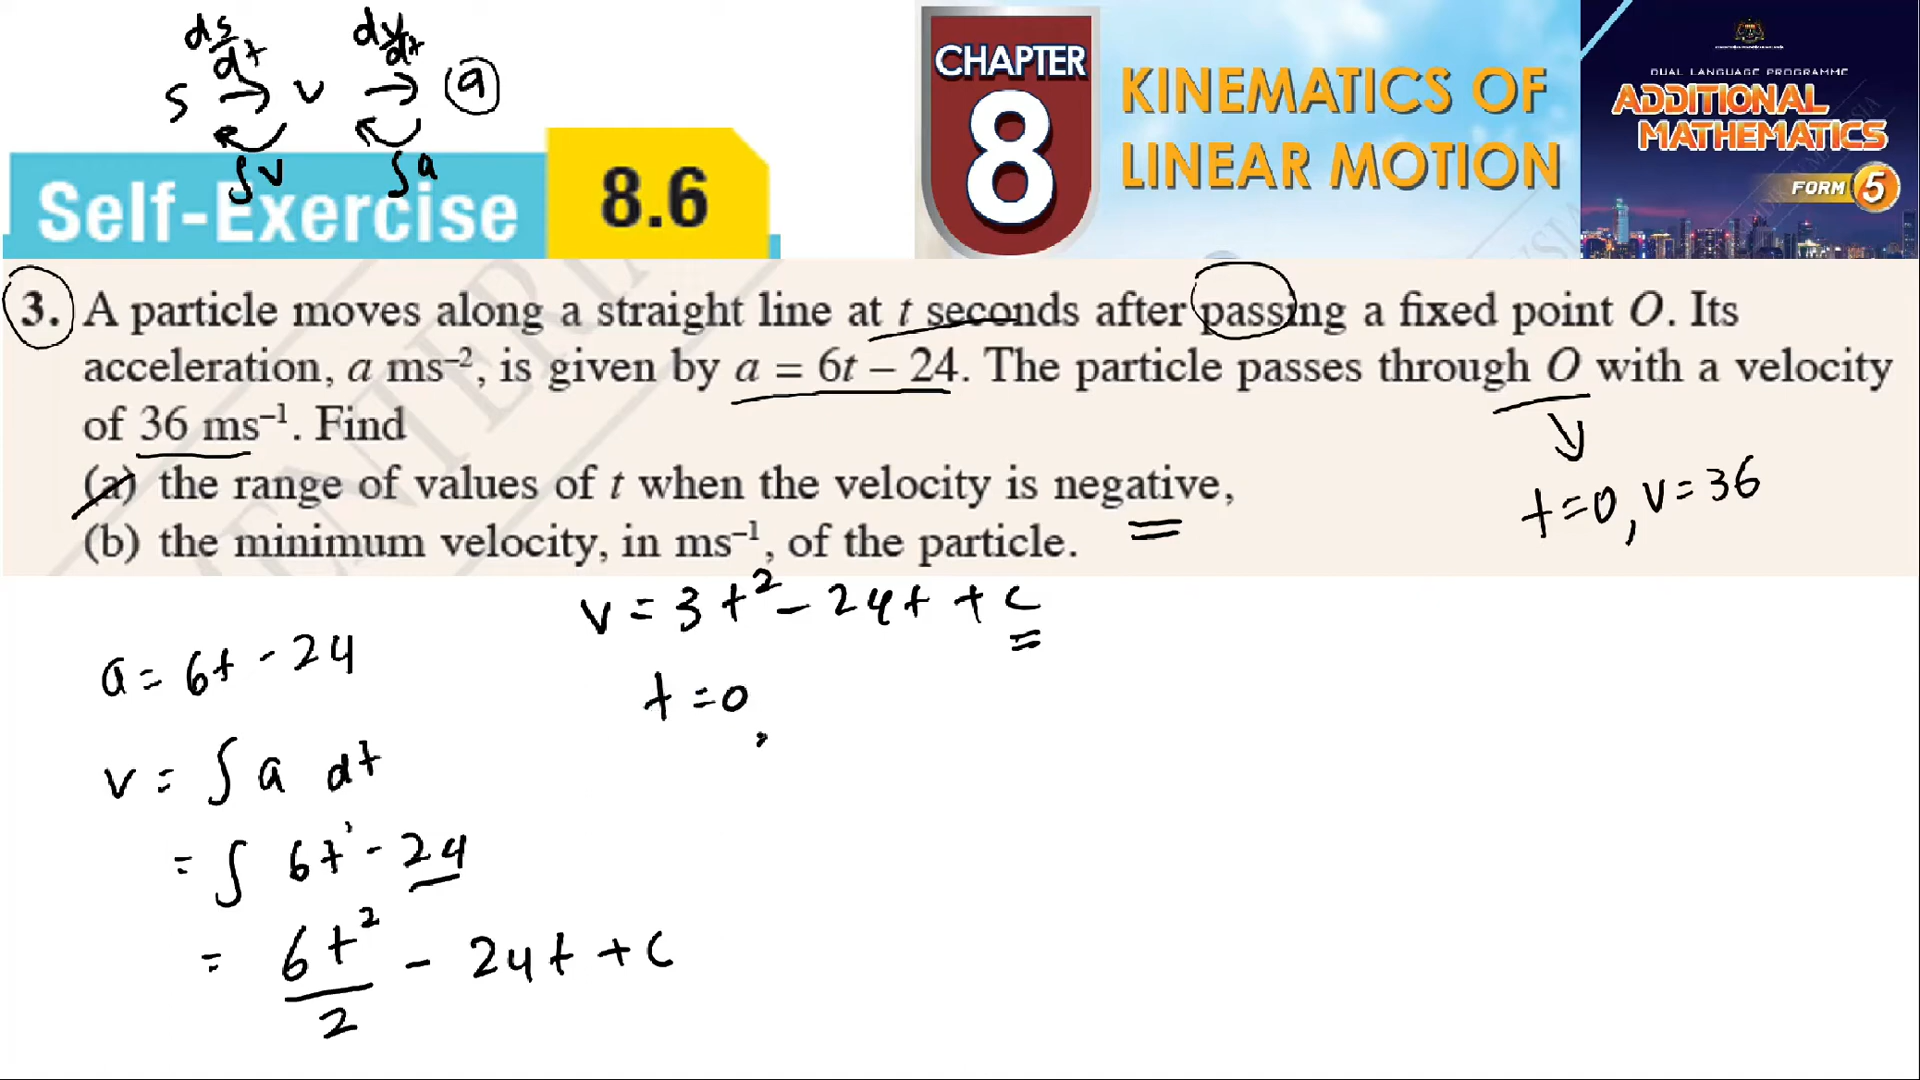 ds/dt dv/dt
s → v → a
∫v ∫a
Self-Exercise 8.6
CHAPTER
8
KINEMATICS OF
LINEAR MOTION
DUAL LANGUAGE PROGRAMME
ADDITIONAL
MATHEMATICS
FORM 5
3. A particle moves along a straight line at t seconds after passing a fixed point O. Its
acceleration, a ms⁻², is given by a = 6t – 24. The particle passes through O with a velocity
of 36 ms⁻¹. Find
(a) the range of values of t when the velocity is negative,
(b) the minimum velocity, in ms⁻¹, of the particle.
t=0, v=36
a = 6t - 24
v = ∫ a dt
= ∫ 6t¹ - 24
= 6t²/2 - 24t + c
v = 3t² - 24t + c
t = 0,